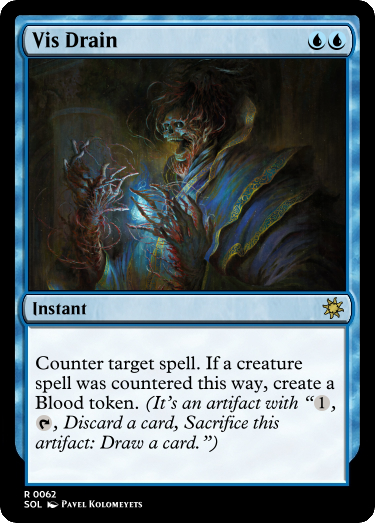 Vis Drain
Instant
Counter target spell. If a creature
spell was countered this way, create a
Blood token. (It's an artifact with “1,
, Discard a card, Sacrifice this
artifact: Draw a card.”)
R 0062
SOL Pavel Kolomeyets